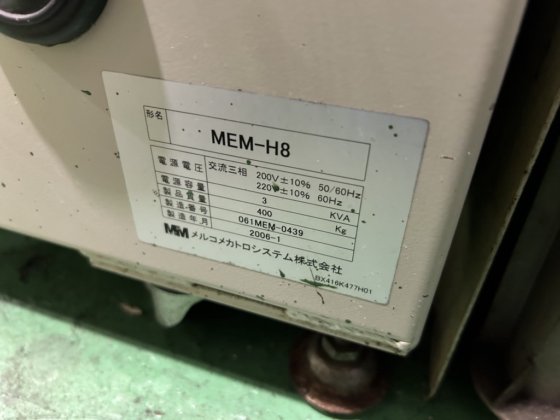 形名 MEM-H8
電源電圧 交流三相 200V±10% 50/60Hz
220V±10% 60Hz
電源容量 3 KVA
製品質量 400 Kg
製造番号 061MEM-0439
製造年月 2006-1
MM メルコメカトロシステム株式会社
BX416K477H01